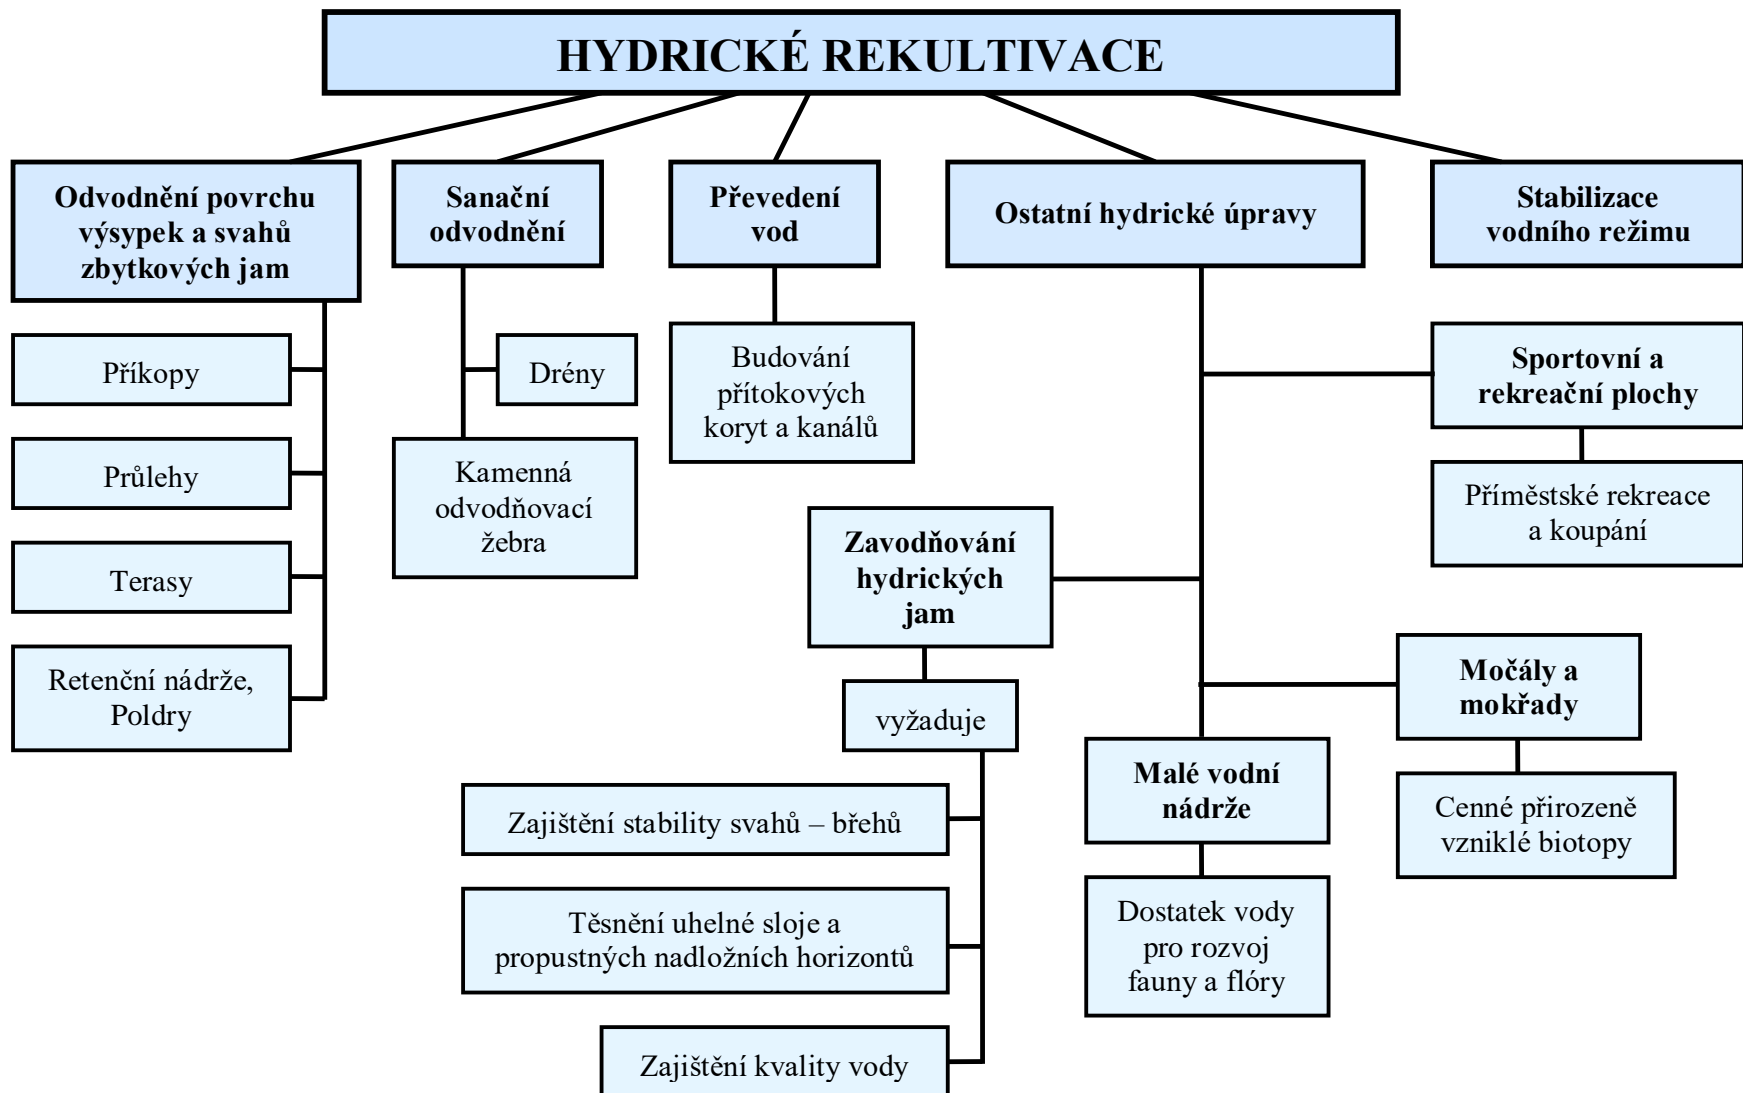 HYDRICKÉ REKULTIVACE
Odvodnění povrchu
výsypek a svahů
zbytkových jam
Sanační
odvodnění
Převedení
vod
Ostatní hydrické úpravy
Stabilizace
vodního režimu
Příkopy
Průlehy
Terasy
Retenční nádrže,
Poldry
Drény
Kamenná
odvodňovací
žebra
Budování
přítokových
koryt a kanálů
Sportovní a
rekreační plochy
Příměstské rekreace
a koupání
Zavodňování
hydrických
jam
vyžaduje
Zajištění stability svahů – břehů
Těsnění uhelné sloje a
propustných nadložních horizontů
Zajištění kvality vody
Malé vodní
nádrže
Dostatek vody
pro rozvoj
fauny a flóry
Močály a
mokřady
Cenné přirozeně
vzniklé biotopy